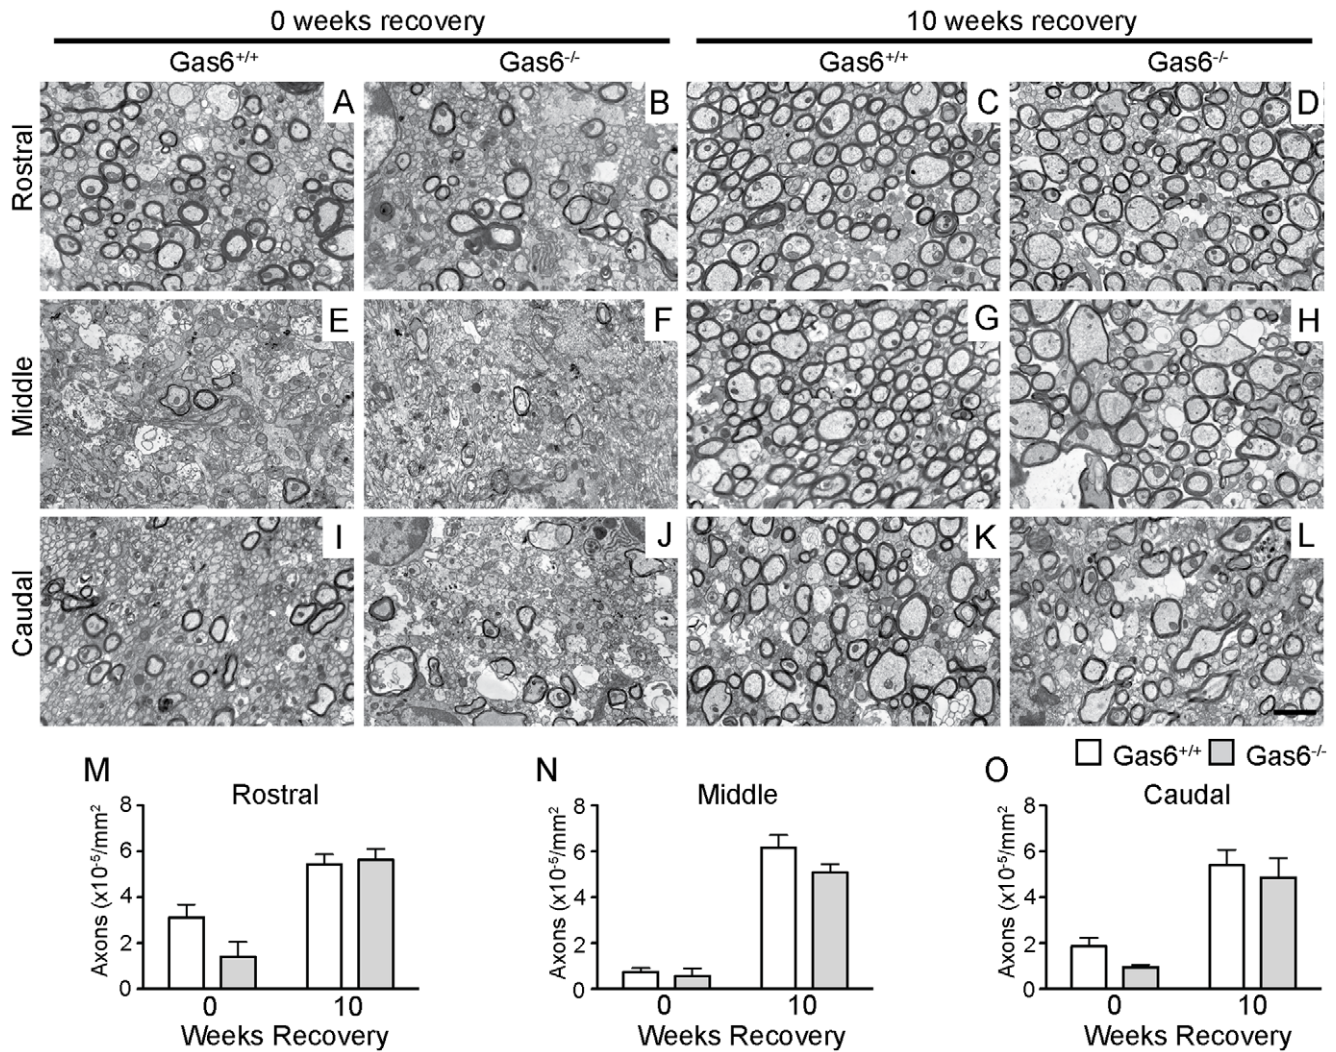 0 weeks recovery
10 weeks recovery
Gas6+/+
Gas6-/-
Gas6+/+
Gas6-/-
Rostral
A
B
C
D
Middle
E
F
G
H
Caudal
I
J
K
L
Gas6+/+
Gas6-/-
M
Rostral
Axons (x10-5/mm2
8
6
4
2
0
0
10
Weeks Recovery
N
Middle
Axons (x10-5/mm2
8
6
4
2
0
0
10
Weeks Recovery
O
Caudal
Axons (x10-5/mm2
8
6
4
2
0
0
10
Weeks Recovery